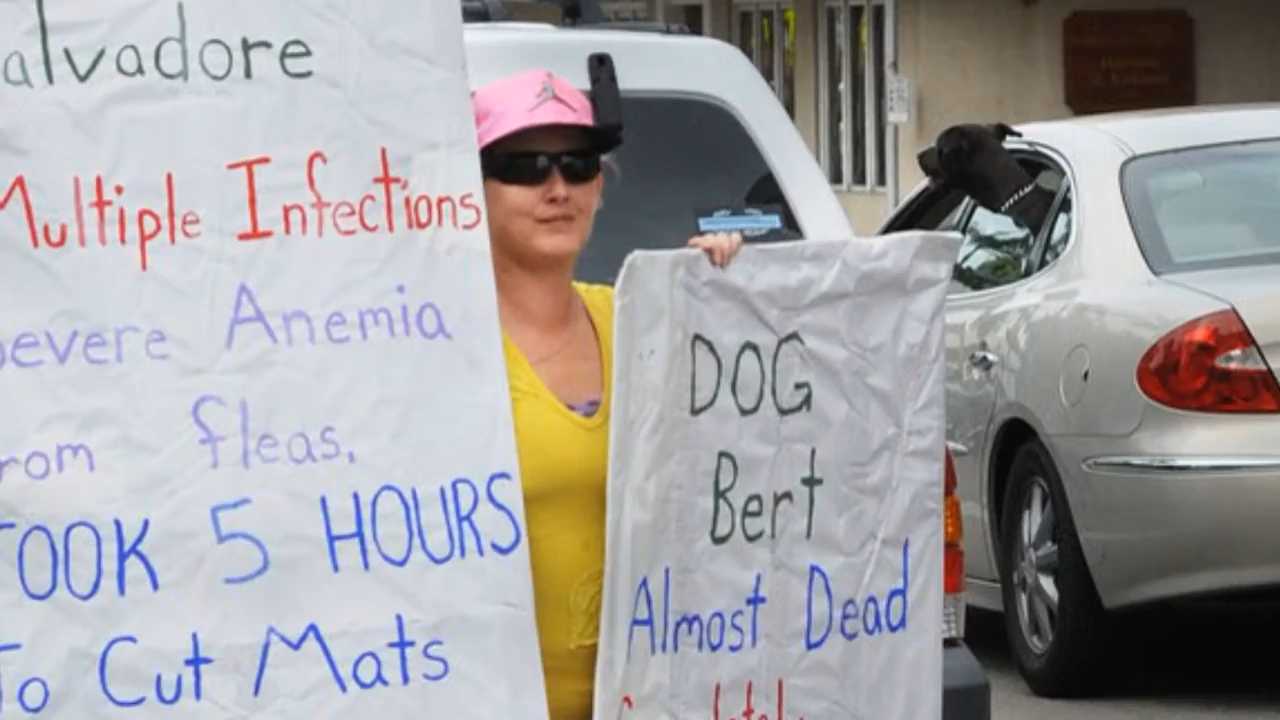 alvadore
Multiple Infections
Severe Anemia
from fleas.
TOOK 5 HOURS
To Cut Mats
DOG
Bert
Almost Dead